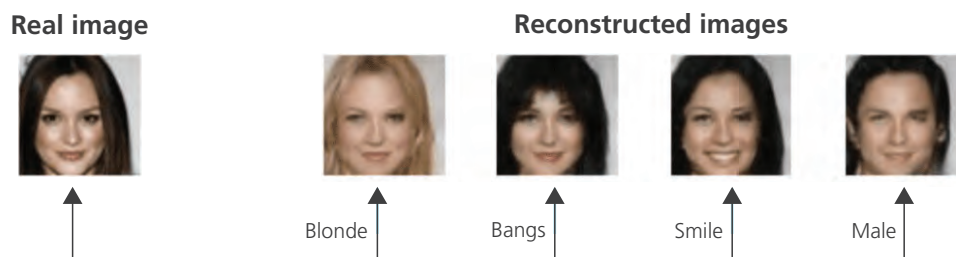 Real image
Reconstructed images
Blonde
Bangs
Smile
Male